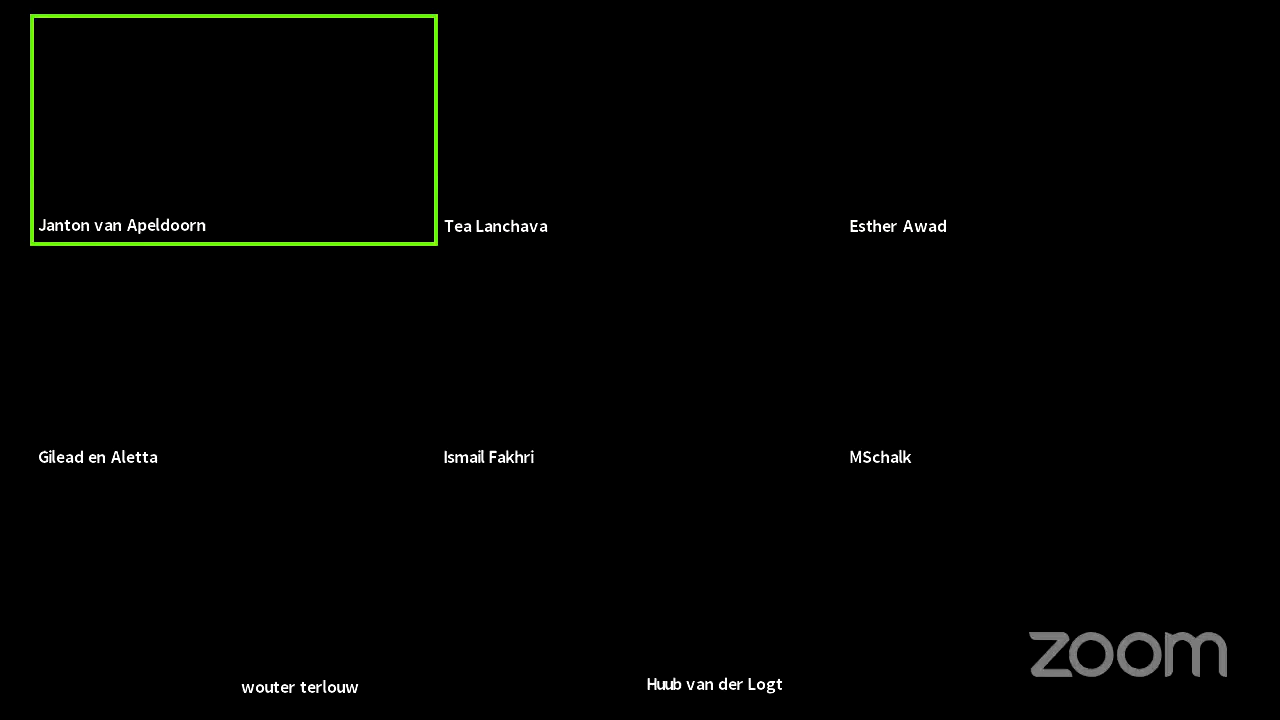 Janton van Apeldoorn
Tea Lanchava
Esther Awad
Gilead en Aletta
Ismail Fakhri
MSchalk
wouter terlouw
Huub van der Logt
zoom